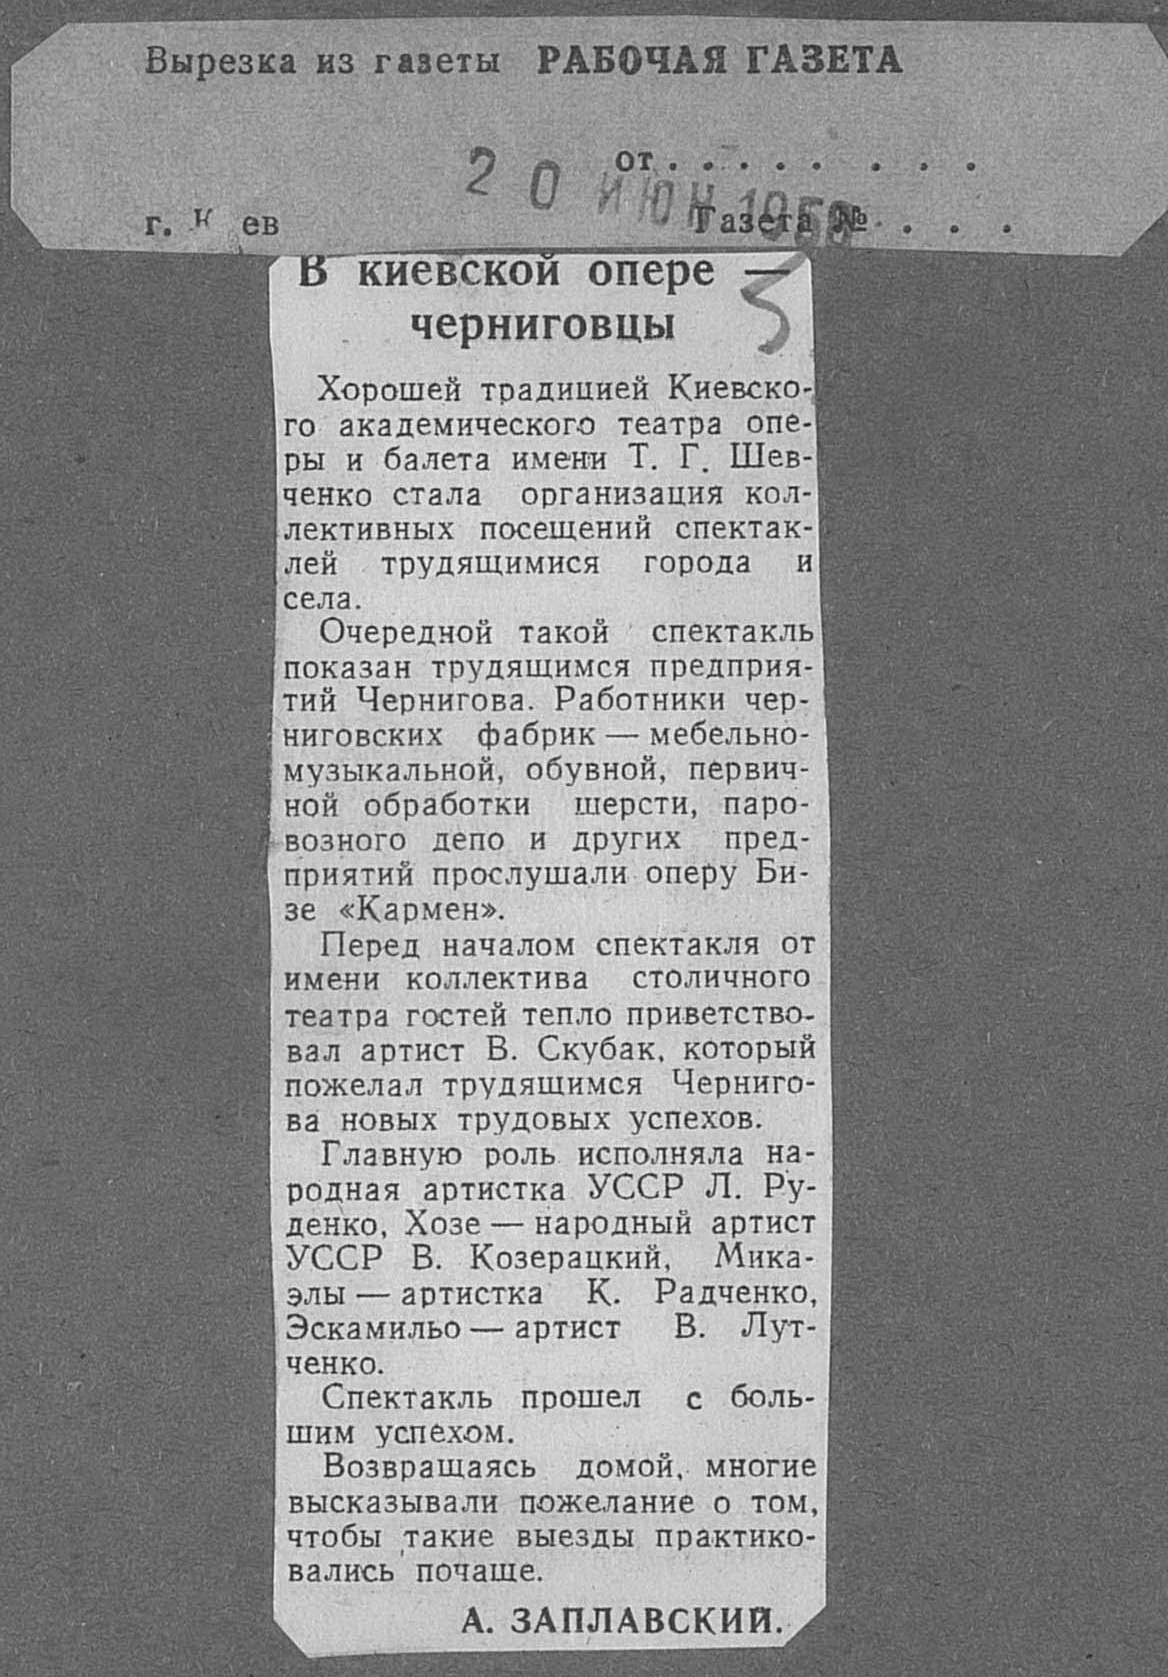 Вырезка из газеты РАБОЧАЯ ГАЗЕТА
от . . . . . . . .
20 ИЮН 195
г. К ев Газета № . . . .
В киевской опере —
черниговцы
5
Хорошей традицией Киевско-
го академического театра опе-
ры и балета имени Т. Г. Шев-
ченко стала организация кол-
лективных посещений спектак-
лей трудящимися города и
села.
Очередной такой спектакль
показан трудящимся предприя-
тий Чернигова. Работники чер-
ниговских фабрик — мебельно-
музыкальной, обувной, первич-
ной обработки шерсти, паро-
возного депо и других пред-
приятий прослушали оперу Би-
зе «Кармен».
Перед началом спектакля от
имени коллектива столичного
театра гостей тепло приветство-
вал артист В. Скубак, который
пожелал трудящимся Черниго-
ва новых трудовых успехов.
Главную роль исполняла на-
родная артистка УССР Л. Ру-
денко, Хозе — народный артист
УССР В. Козерацкий, Мика-
элы — артистка К. Радченко,
Эскамильо — артист В. Лут-
ченко.
Спектакль прошел с боль-
шим успехом.
Возвращаясь домой, многие
высказывали пожелание о том,
чтобы такие выезды практико-
вались почаще.
А. ЗАПЛАВСКИЙ.